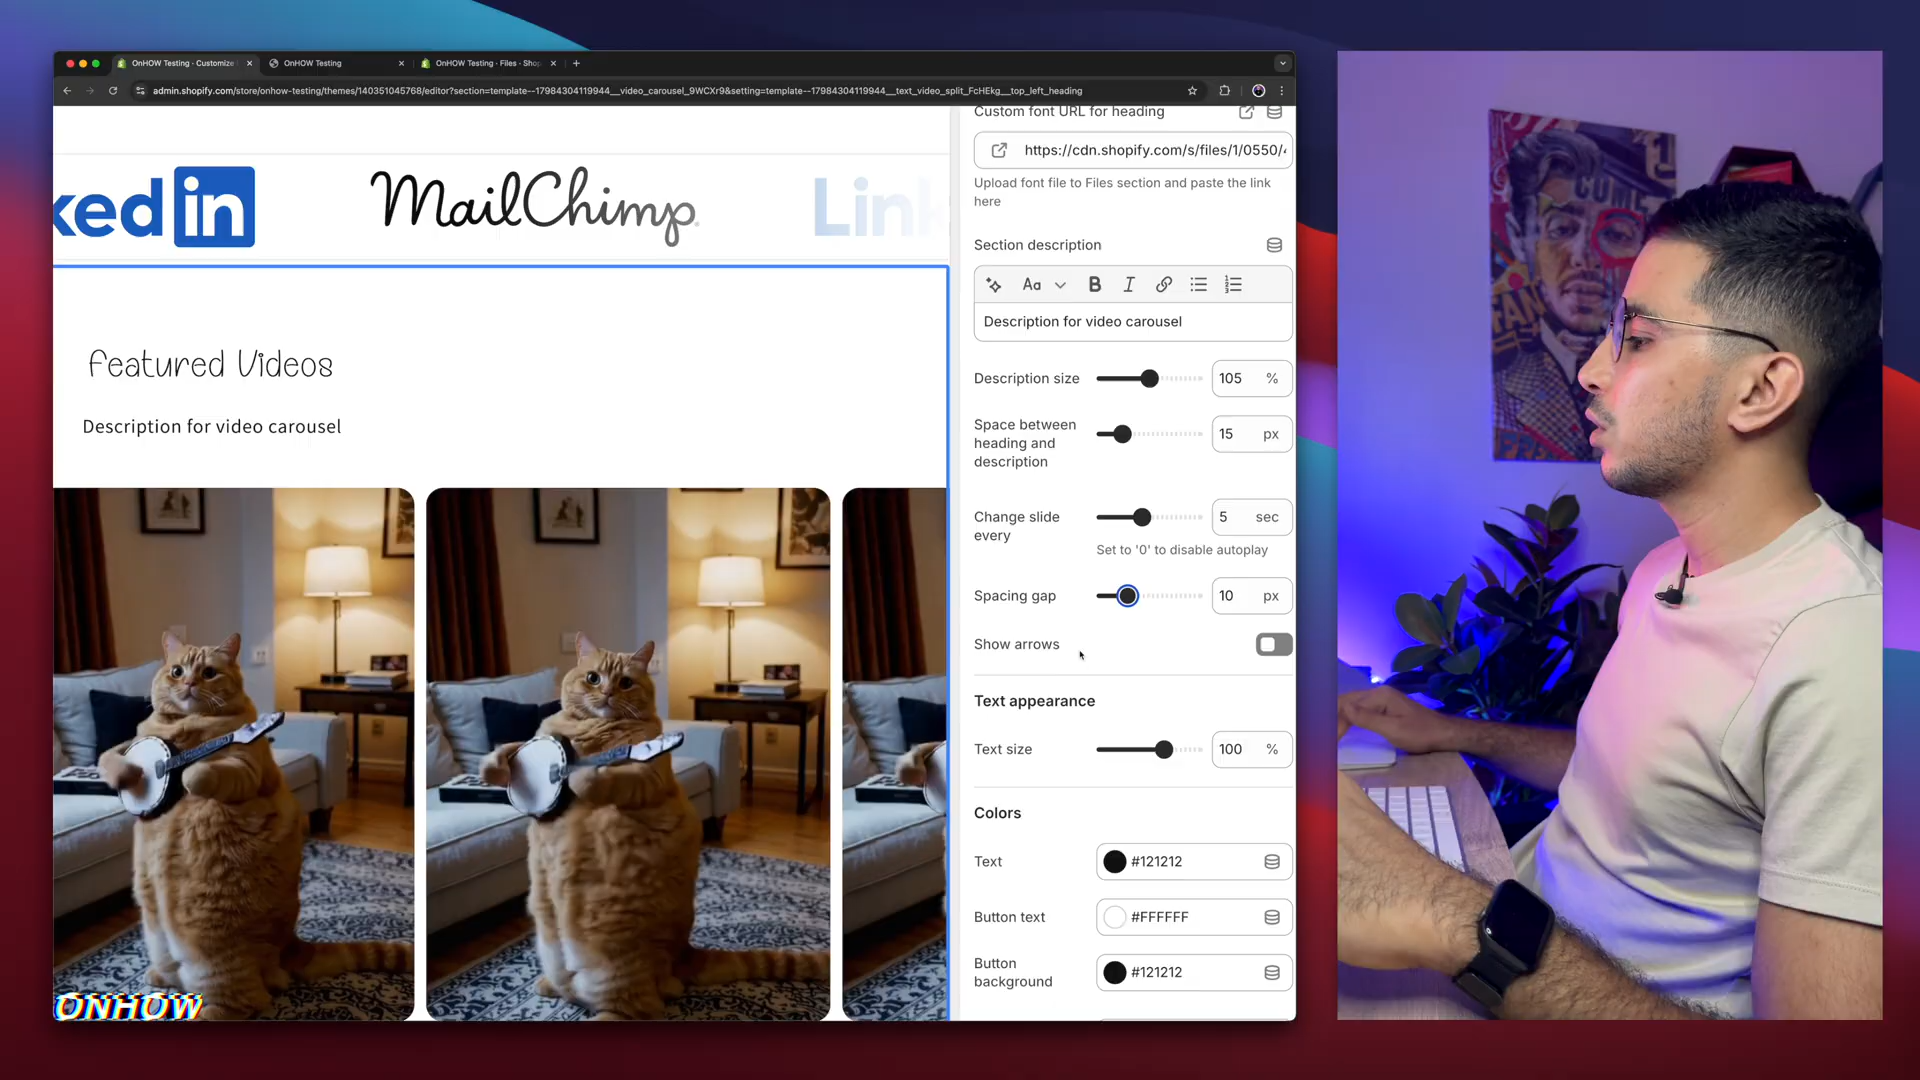 OnHOW Testing · Customize
OnHOW Testing
OnHOW Testing · Files · Shop
admin.shopify.com/store/onhow-testing/themes/140351045768/editor?section=template--17984304119944__video_carousel_9WCXr9&setting=template--17984304119944__text_video_split_FcHEkg__top_left_heading
Custom font URL for heading
https://cdn.shopify.com/s/files/1/0550/
Upload font file to Files section and paste the link
here
kedin
MailChimp
Link
Section description
Aa
B
I
Description for video carousel
Featured Videos
Description for video carousel
Description size
105 %
Space between
heading and
description
15 px
Change slide
every
5 sec
Set to '0' to disable autoplay
Spacing gap
10 px
Show arrows
Text appearance
Text size
100 %
Colors
Text
#121212
Button text
#FFFFFF
Button
background
#121212
ONHOW